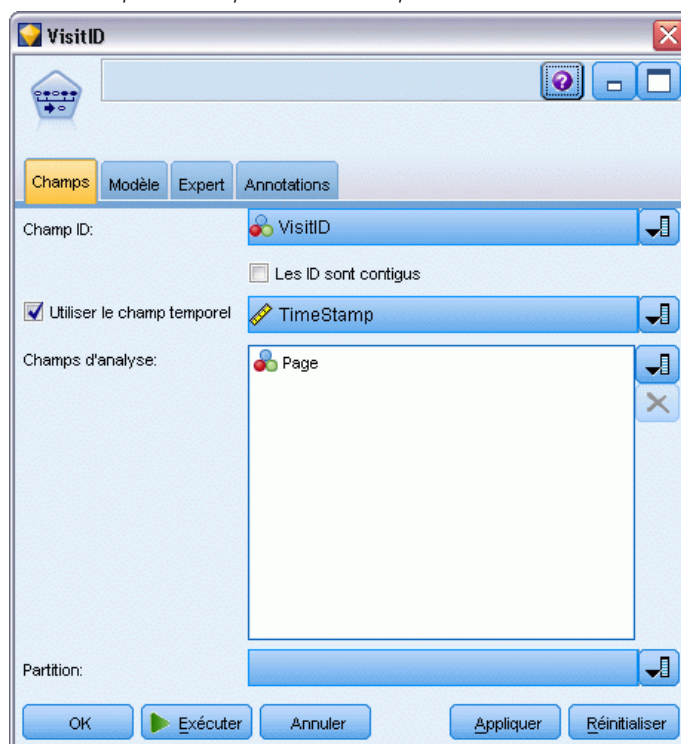 VisitID
Champs Modèle Expert Annotations
Champ ID: VisitID
Les ID sont contigus
Utiliser le champ temporel TimeStamp
Champs d'analyse: Page
Partition:
OK Exécuter Annuler Appliquer Réinitialiser